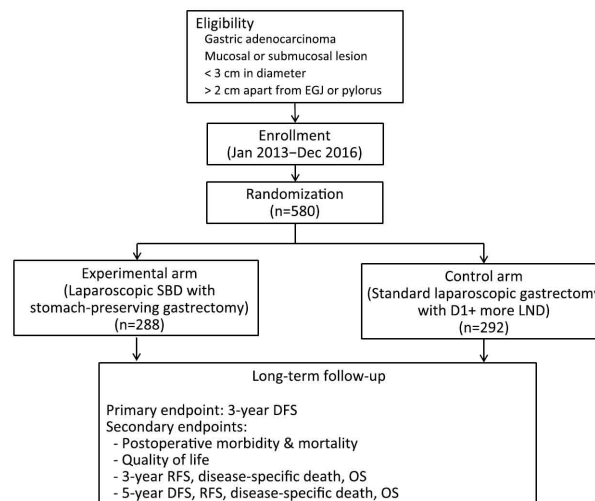 Eligibility
Gastric adenocarcinoma
Mucosal or submucosal lesion
< 3 cm in diameter
> 2 cm apart from EGJ or pylorus
Enrollment
(Jan 2013–Dec 2016)
Randomization
(n=580)
Experimental arm
(Laparoscopic SBD with
stomach-preserving gastrectomy)
(n=288)
Control arm
(Standard laparoscopic gastrectomy
with D1+ more LND)
(n=292)
Long-term follow-up
Primary endpoint: 3-year DFS
Secondary endpoints:
- Postoperative morbidity & mortality
- Quality of life
- 3-year RFS, disease-specific death, OS
- 5-year DFS, RFS, disease-specific death, OS